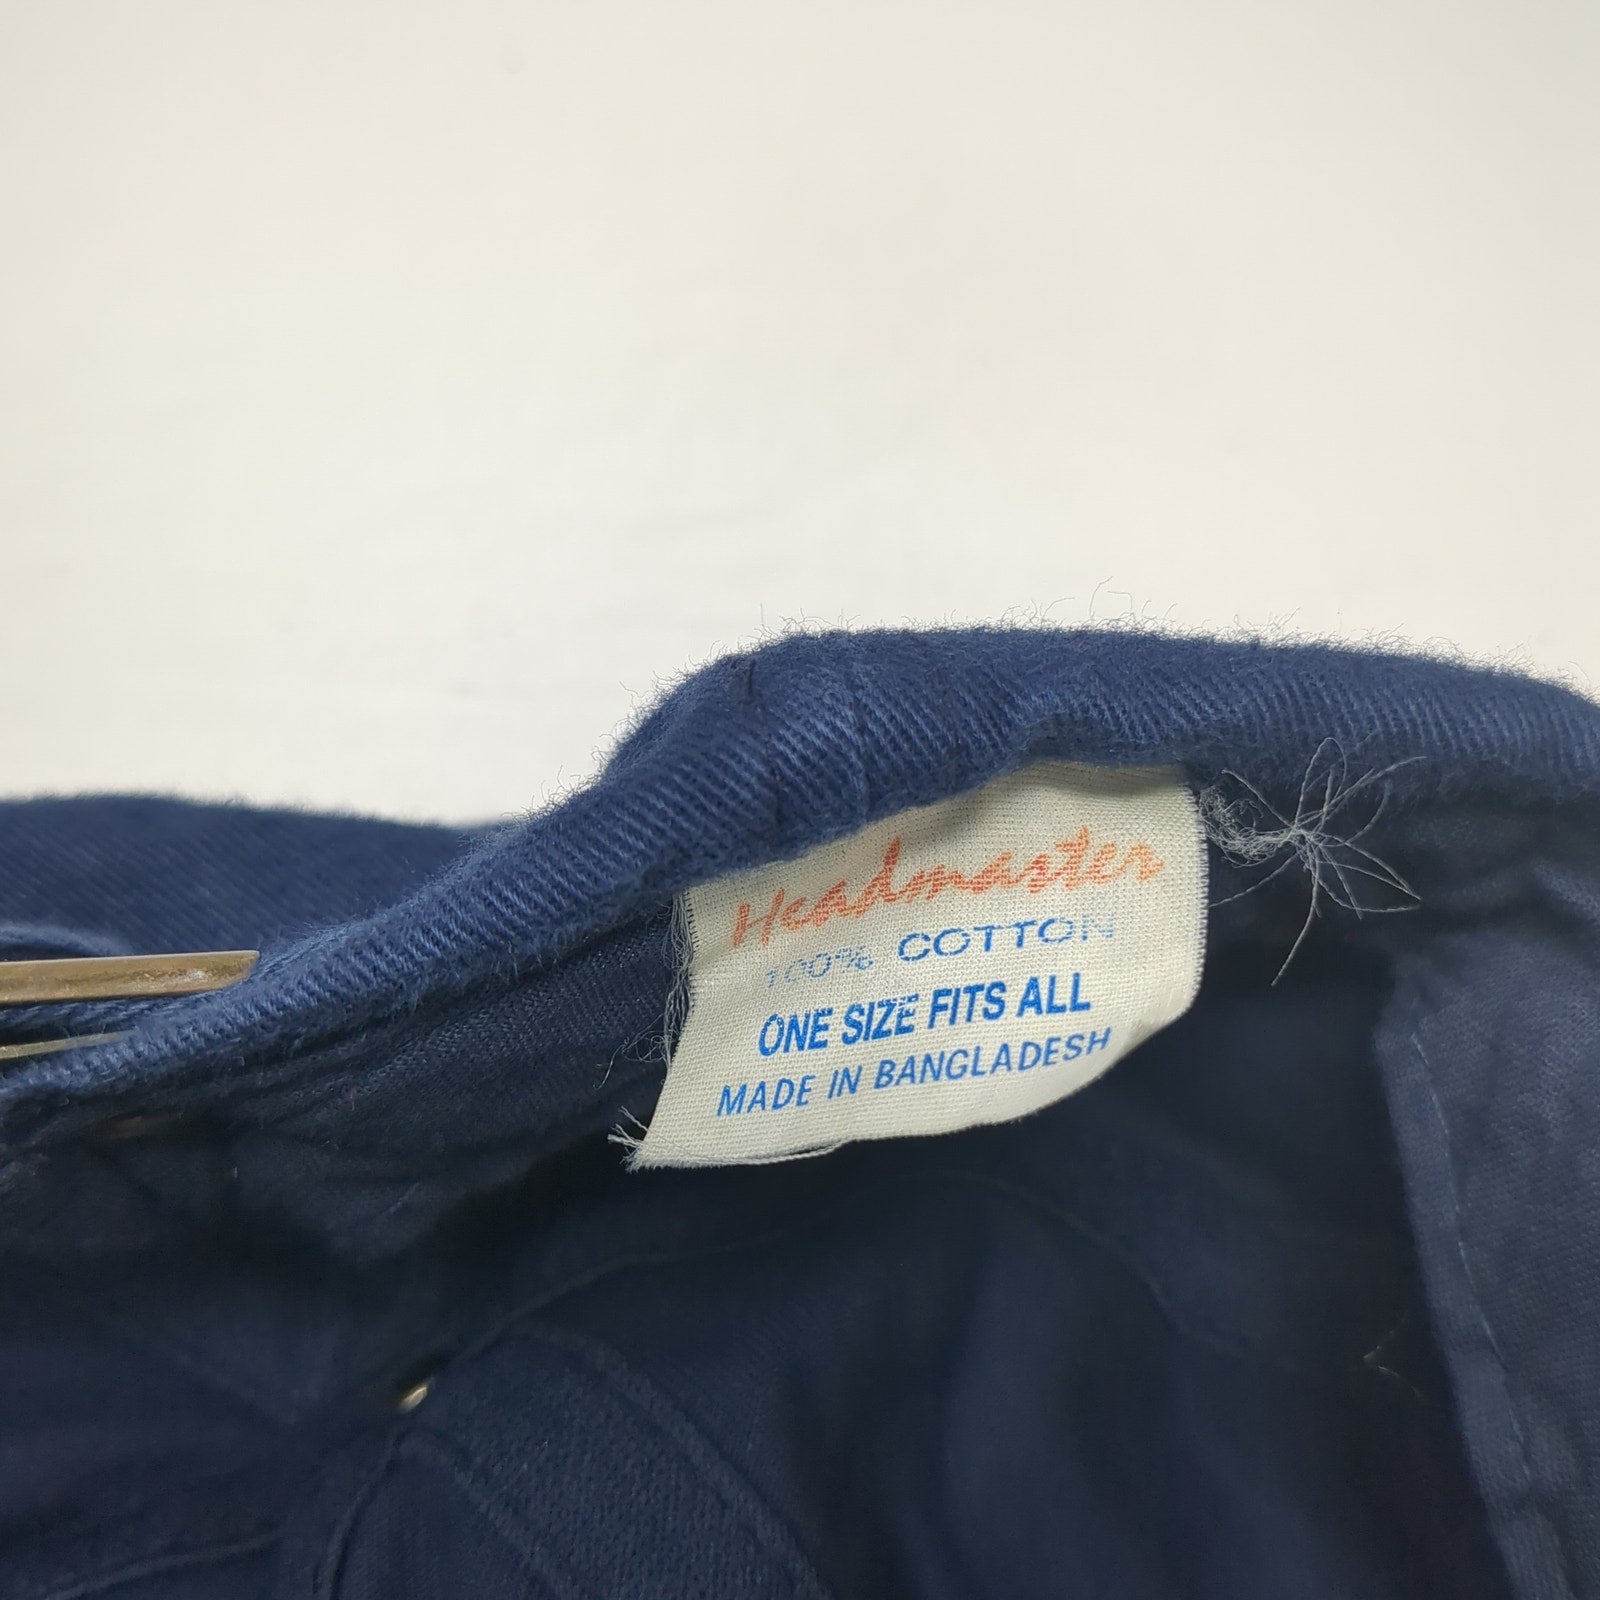 Headmaster
100% COTTON
ONE SIZE FITS ALL
MADE IN BANGLADESH